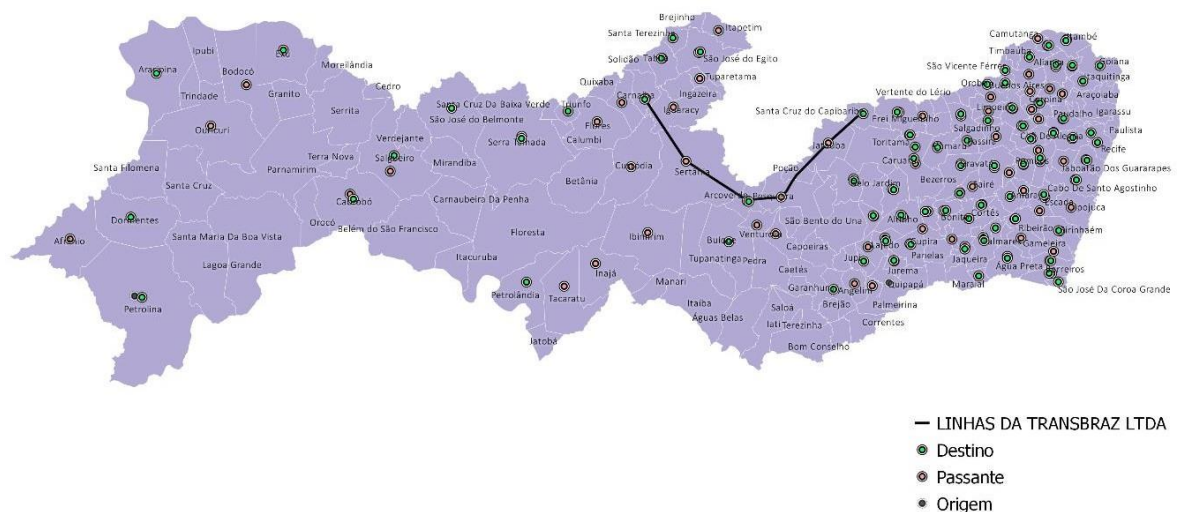 Brejinho
Camutanga
Santa Terezinha
Itapetim
Itambé
Ipubi
Exu
Timbaúba
Solidão
Tabira
São José do Egito
Goiana
Araripina
Bodocó
Moreilândia
São Vicente Férrer
Aliança
Itaquitinga
Cedro
Quixaba
Tuparetama
Orobó
Trindade
Granito
Carnaíba
Ingazeira
Vertente do Lério
Araçoiaba
Santa Cruz Da Baixa Verde
Triunfo
Iguaracy
Santa Cruz do Capibaribe
Limoeiro
Carpina
Igarassu
Serrita
São José do Belmonte
Flores
Frei Miguelinho
Paudalho
Ouricuri
Verdejante
Calumbi
Toritama
Salgadinho
Paulista
Serra Talhada
Jataúba
Passira
Recife
Terra Nova
Salgueiro
Mirandiba
Custódia
Sertânia
Poção
Caruaru
Gravatá
Jaboatão Dos Guararapes
Santa Filomena
Parnamirim
Betânia
Belo Jardim
Bezerros
Santa Cruz
Cabo De Santo Agostinho
Carnaubeira Da Penha
Arcoverde
Pesqueira
Cabrobó
Escada
Ipojuca
Dormentes
Orocó
Belém do São Francisco
Floresta
São Bento do Una
Altinho
Bonito
Cortês
Ribeirão
Sirinhaém
Afrânio
Santa Maria Da Boa Vista
Ibimirim
Buíque
Venturosa
Capoeiras
Lajedo
Cupira
Palmares
Gameleira
Itacuruba
Tupanatinga
Pedra
Jupi
Panelas
Jaqueira
Água Preta
Lagoa Grande
Inajá
Caetés
Jurema
Barreiros
Manari
Petrolândia
Garanhuns
Angelim
Quipapá
Maraial
São José Da Coroa Grande
Petrolina
Tacaratu
Itaíba
Saloá
Brejão
Palmeirina
Águas Belas
Iati
Terezinha
Correntes
Jatobá
Bom Conselho
LINHAS DA TRANSBRAZ LTDA
Destino
Passante
Origem